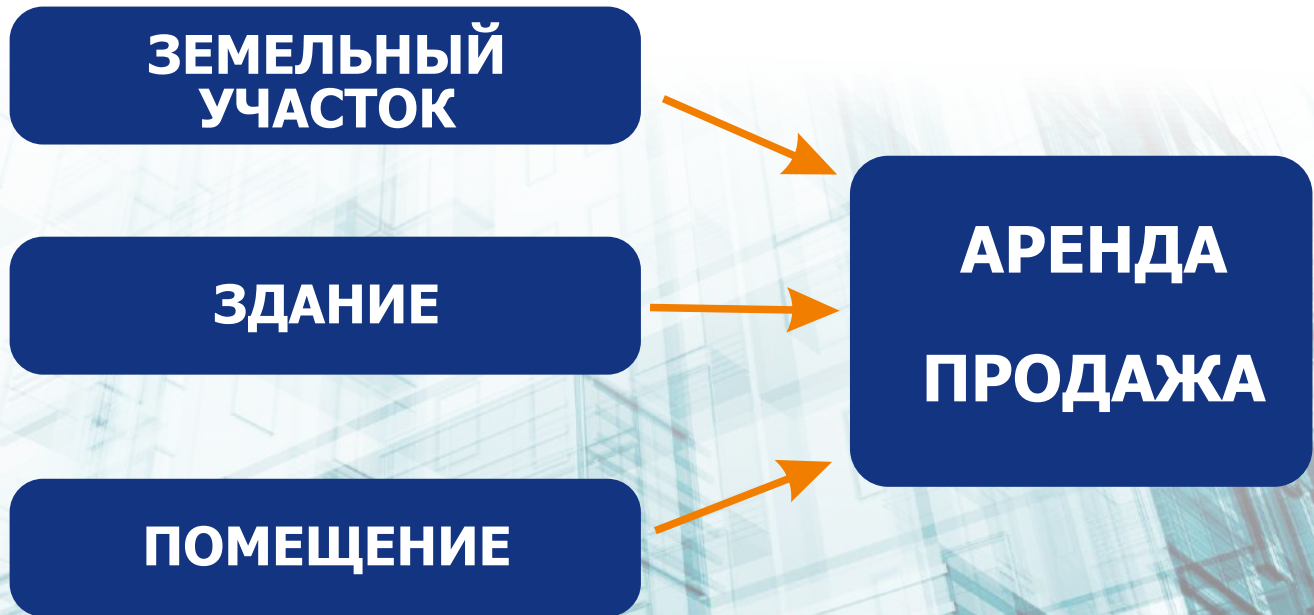 ЗЕМЕЛЬНЫЙ
УЧАСТОК
ЗДАНИЕ
ПОМЕЩЕНИЕ
АРЕНДА
ПРОДАЖА